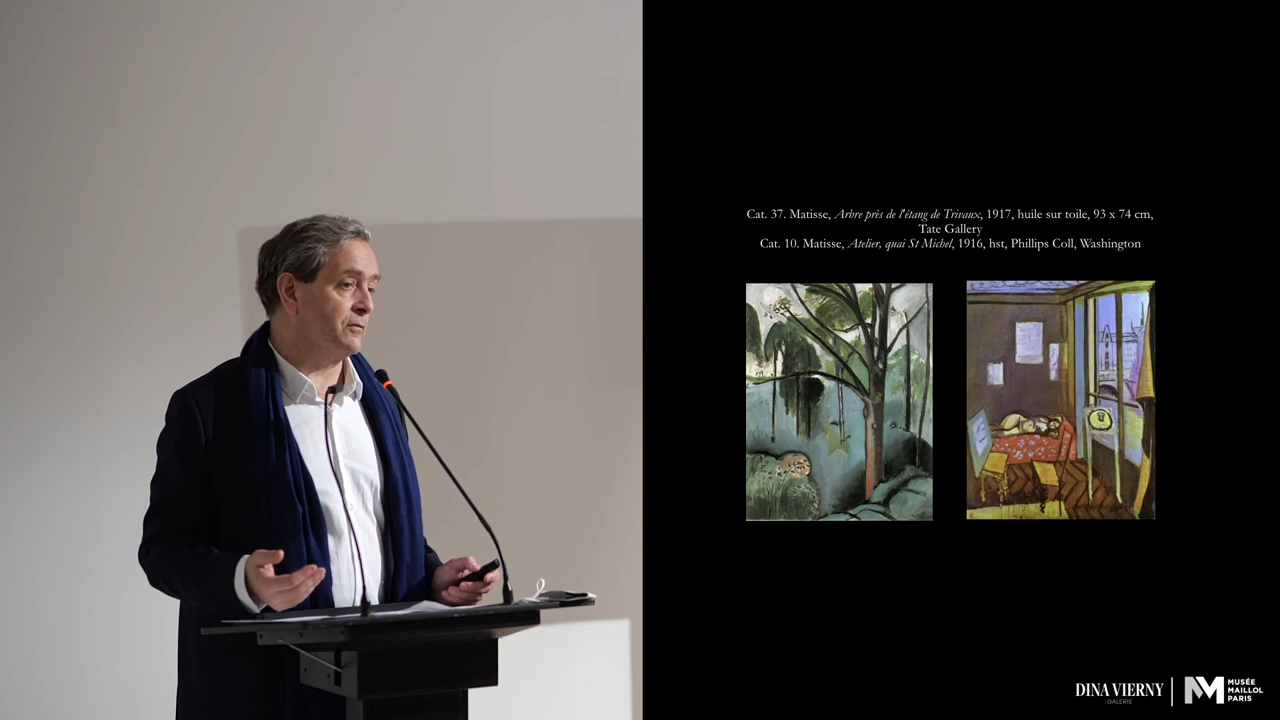 Cat. 37. Matisse, Arbre près de l'étang de Trivaux, 1917, huile sur toile, 93 x 74 cm,
Tate Gallery
Cat. 10. Matisse, Atelier, quai St Michel, 1916, hst, Phillips Coll, Washington
DINA VIERNY
GALERIE
MUSÉE
MAILLOL
PARIS